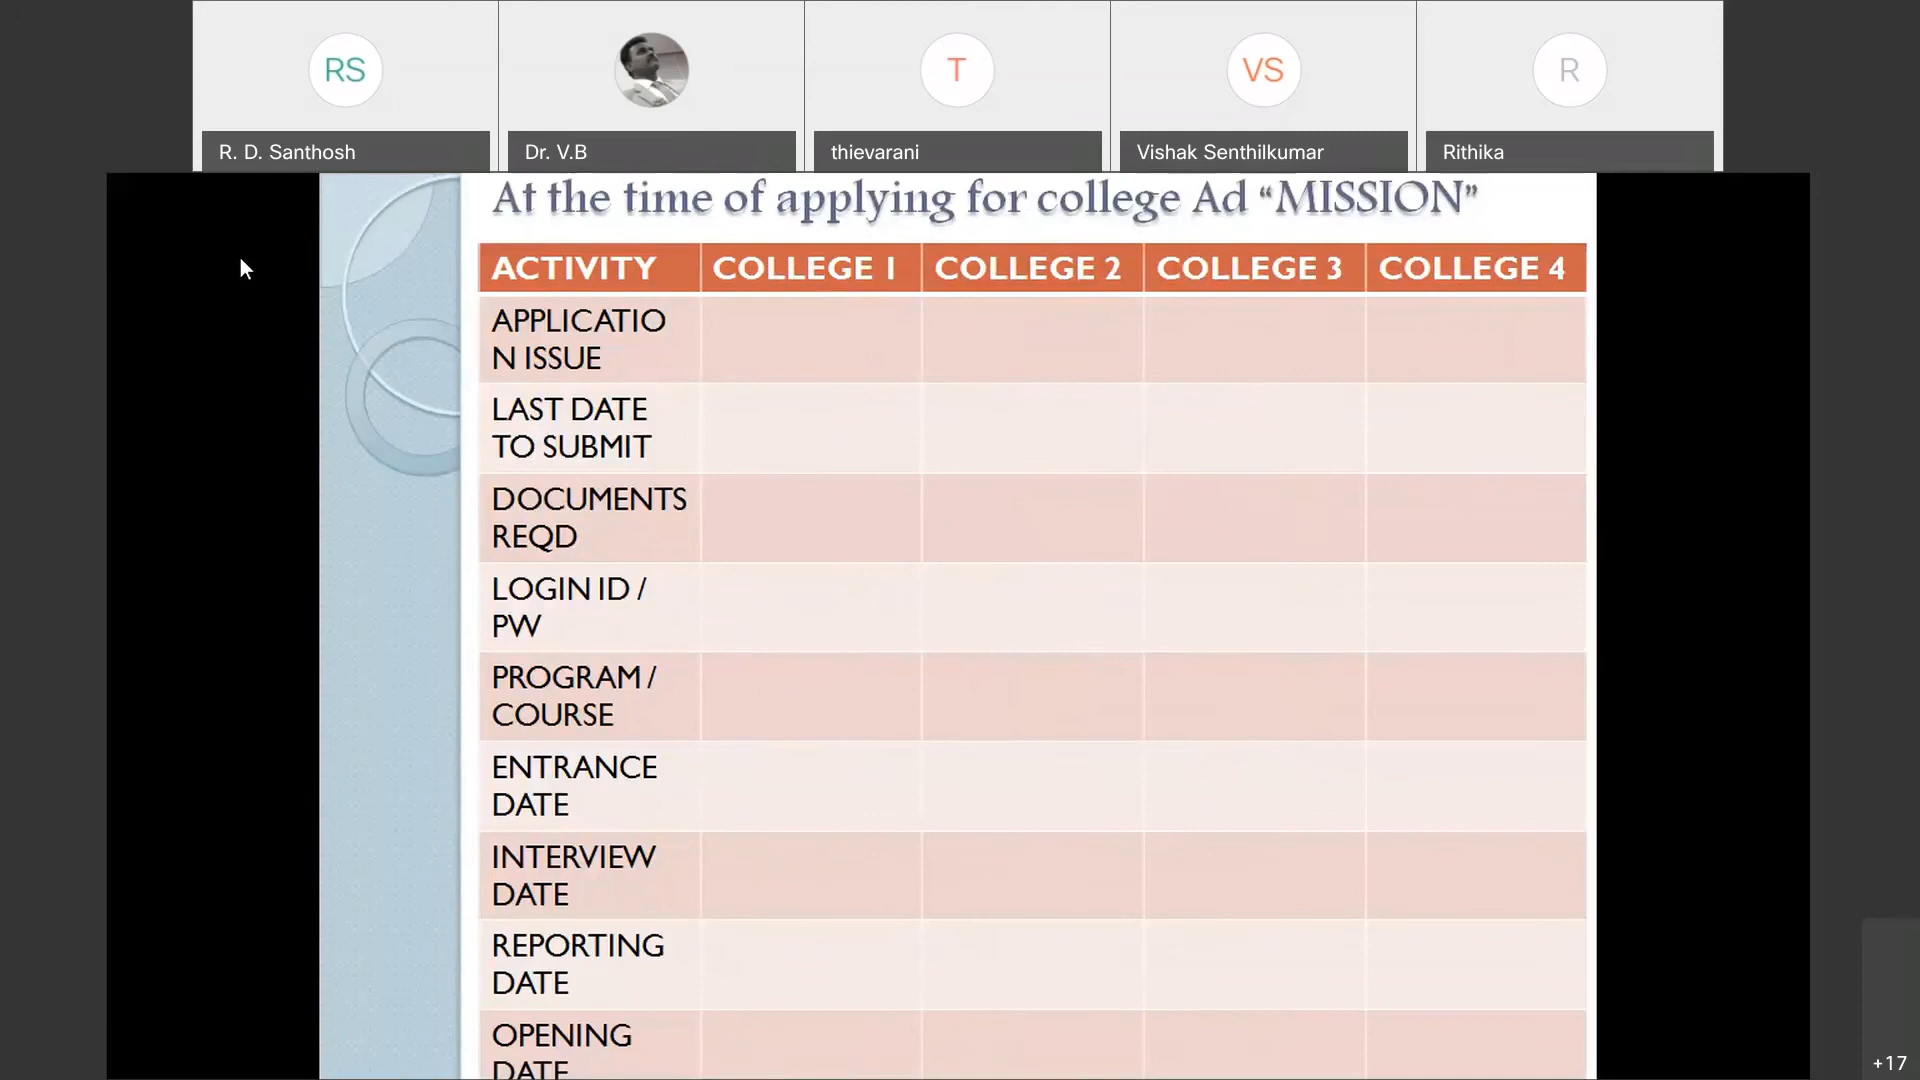 RS
T
VS
R
R. D. Santhosh
Dr. V.B
thievarani
Vishak Senthilkumar
Rithika
At the time of applying for college Ad “MISSION”
ACTIVITY COLLEGE 1 COLLEGE 2 COLLEGE 3 COLLEGE 4
APPLICATIO
N ISSUE
LAST DATE
TO SUBMIT
DOCUMENTS
REQD
LOGIN ID /
PW
PROGRAM /
COURSE
ENTRANCE
DATE
INTERVIEW
DATE
REPORTING
DATE
OPENING
DATE
+17